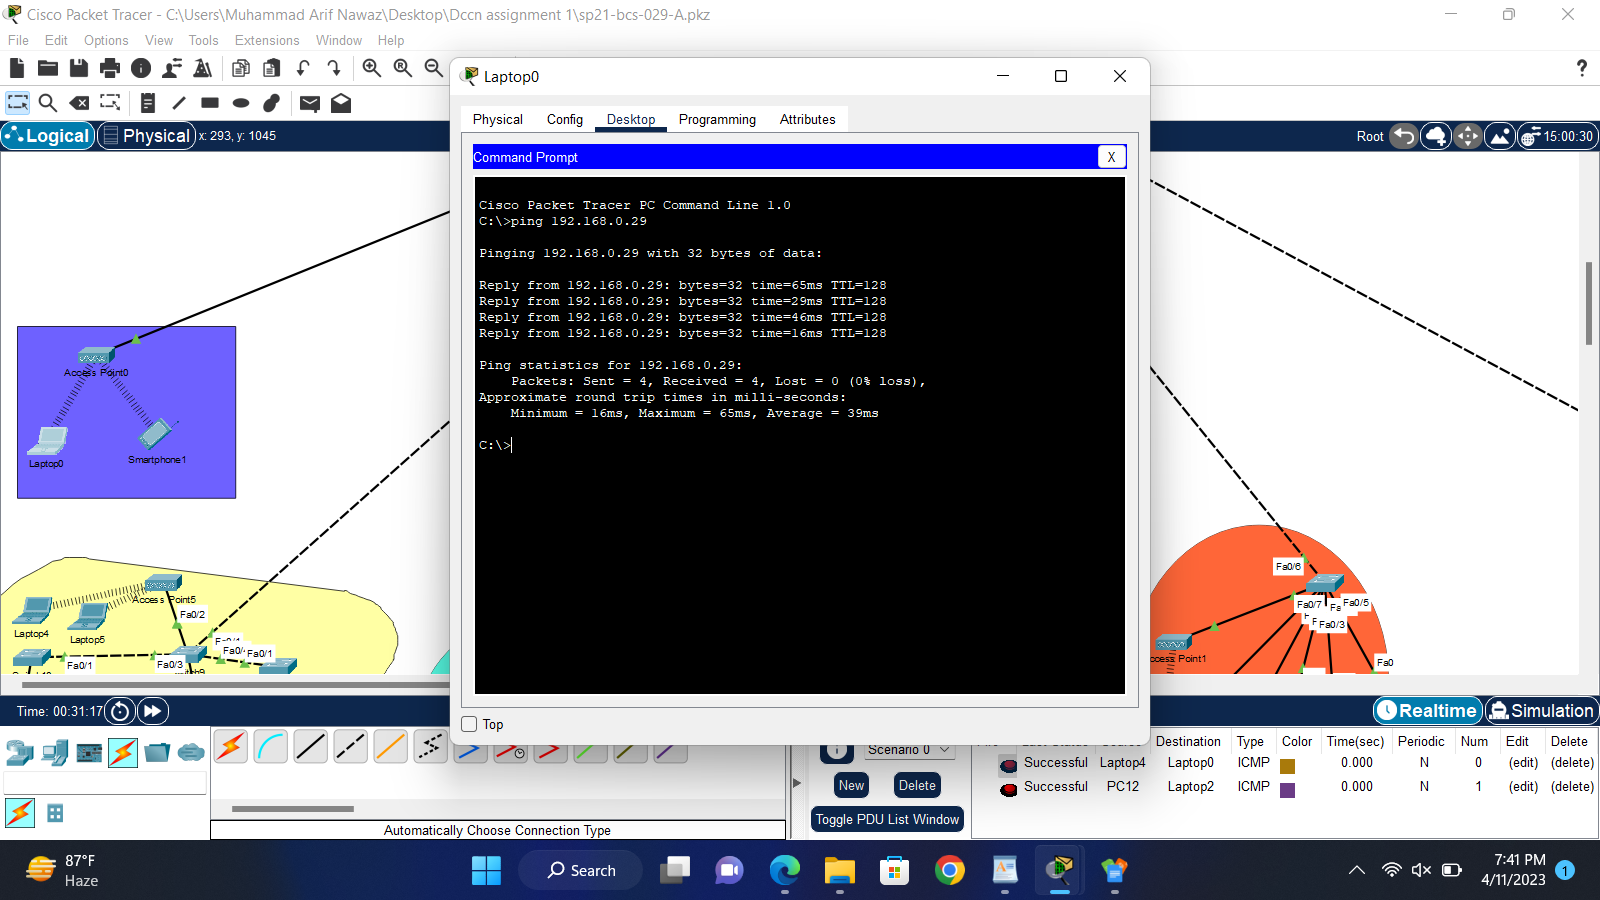 Cisco Packet Tracer - C:\Users\Muhammad Arif Nawaz\Desktop\Dccn assignment 1\sp21-bcs-029-A.pkz
File Edit Options View Tools Extensions Window Help
Laptop0
Physical Config Desktop Programming Attributes
Logical Physical x: 293, y: 1045
Root 15:00:30
Command Prompt X
Cisco Packet Tracer PC Command Line 1.0
C:\>ping 192.168.0.29
Pinging 192.168.0.29 with 32 bytes of data:
Reply from 192.168.0.29: bytes=32 time=65ms TTL=128
Reply from 192.168.0.29: bytes=32 time=29ms TTL=128
Reply from 192.168.0.29: bytes=32 time=46ms TTL=128
Reply from 192.168.0.29: bytes=32 time=16ms TTL=128
Ping statistics for 192.168.0.29:
Packets: Sent = 4, Received = 4, Lost = 0 (0% loss),
Approximate round trip times in milli-seconds:
Minimum = 16ms, Maximum = 65ms, Average = 39ms
C:\>
Access Point0
Laptop0
Smartphone1
Access Point5
Fa0/2
Laptop4
Laptop5
Fa0/1
Fa0/3
Fa0/1
Fa0/6
Fa0/7
Fa0/5
Fa0/3
Fa0
Top
Time: 00:31:17
Realtime Simulation
Scenario 0
New Delete
Toggle PDU List Window
Destination Type Color Time(sec) Periodic Num Edit Delete
Successful Laptop4 Laptop0 ICMP 0.000 N 0 (edit) (delete)
Successful PC12 Laptop2 ICMP 0.000 N 1 (edit) (delete)
Automatically Choose Connection Type
87°F
Haze
Search
7:41 PM
4/11/2023
1